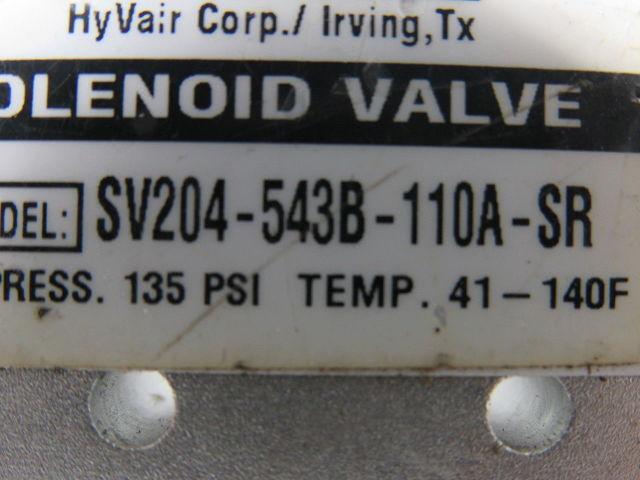 HyVair Corp./ Irving,Tx
OLENOID VALVE
DEL: SV204-543B-110A-SR
PRESS. 135 PSI TEMP. 41-140F